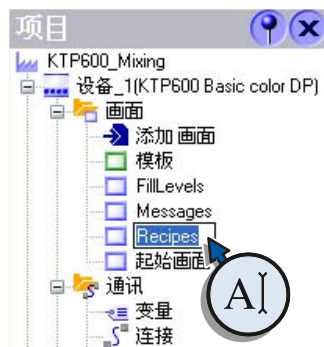 项目
KTP600_Mixing
设备_1(KTP600 Basic color DP)
画面
添加 画面
模板
FillLevels
Messages
Recipes
起始画面
AI
通讯
变量
连接